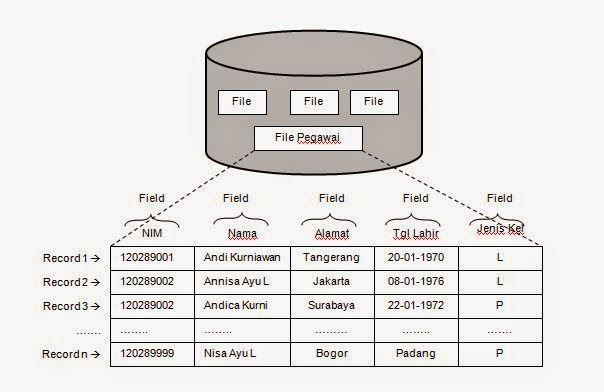 File File File
File Pegawai
Field Field Field Field Field
NIM Nama Alamat Tgl Lahir Jenis Kel
Record 1 → 120289001 Andi Kurniawan Tangerang 20-01-1970 L
Record 2 → 120289002 Annisa Ayu L Jakarta 08-01-1976 L
Record 3 → 120289002 Andica Kurni Surabaya 22-01-1972 P
....... ........ ........ ......... ........ .......
Record n → 120289999 Nisa Ayu L Bogor Padang P